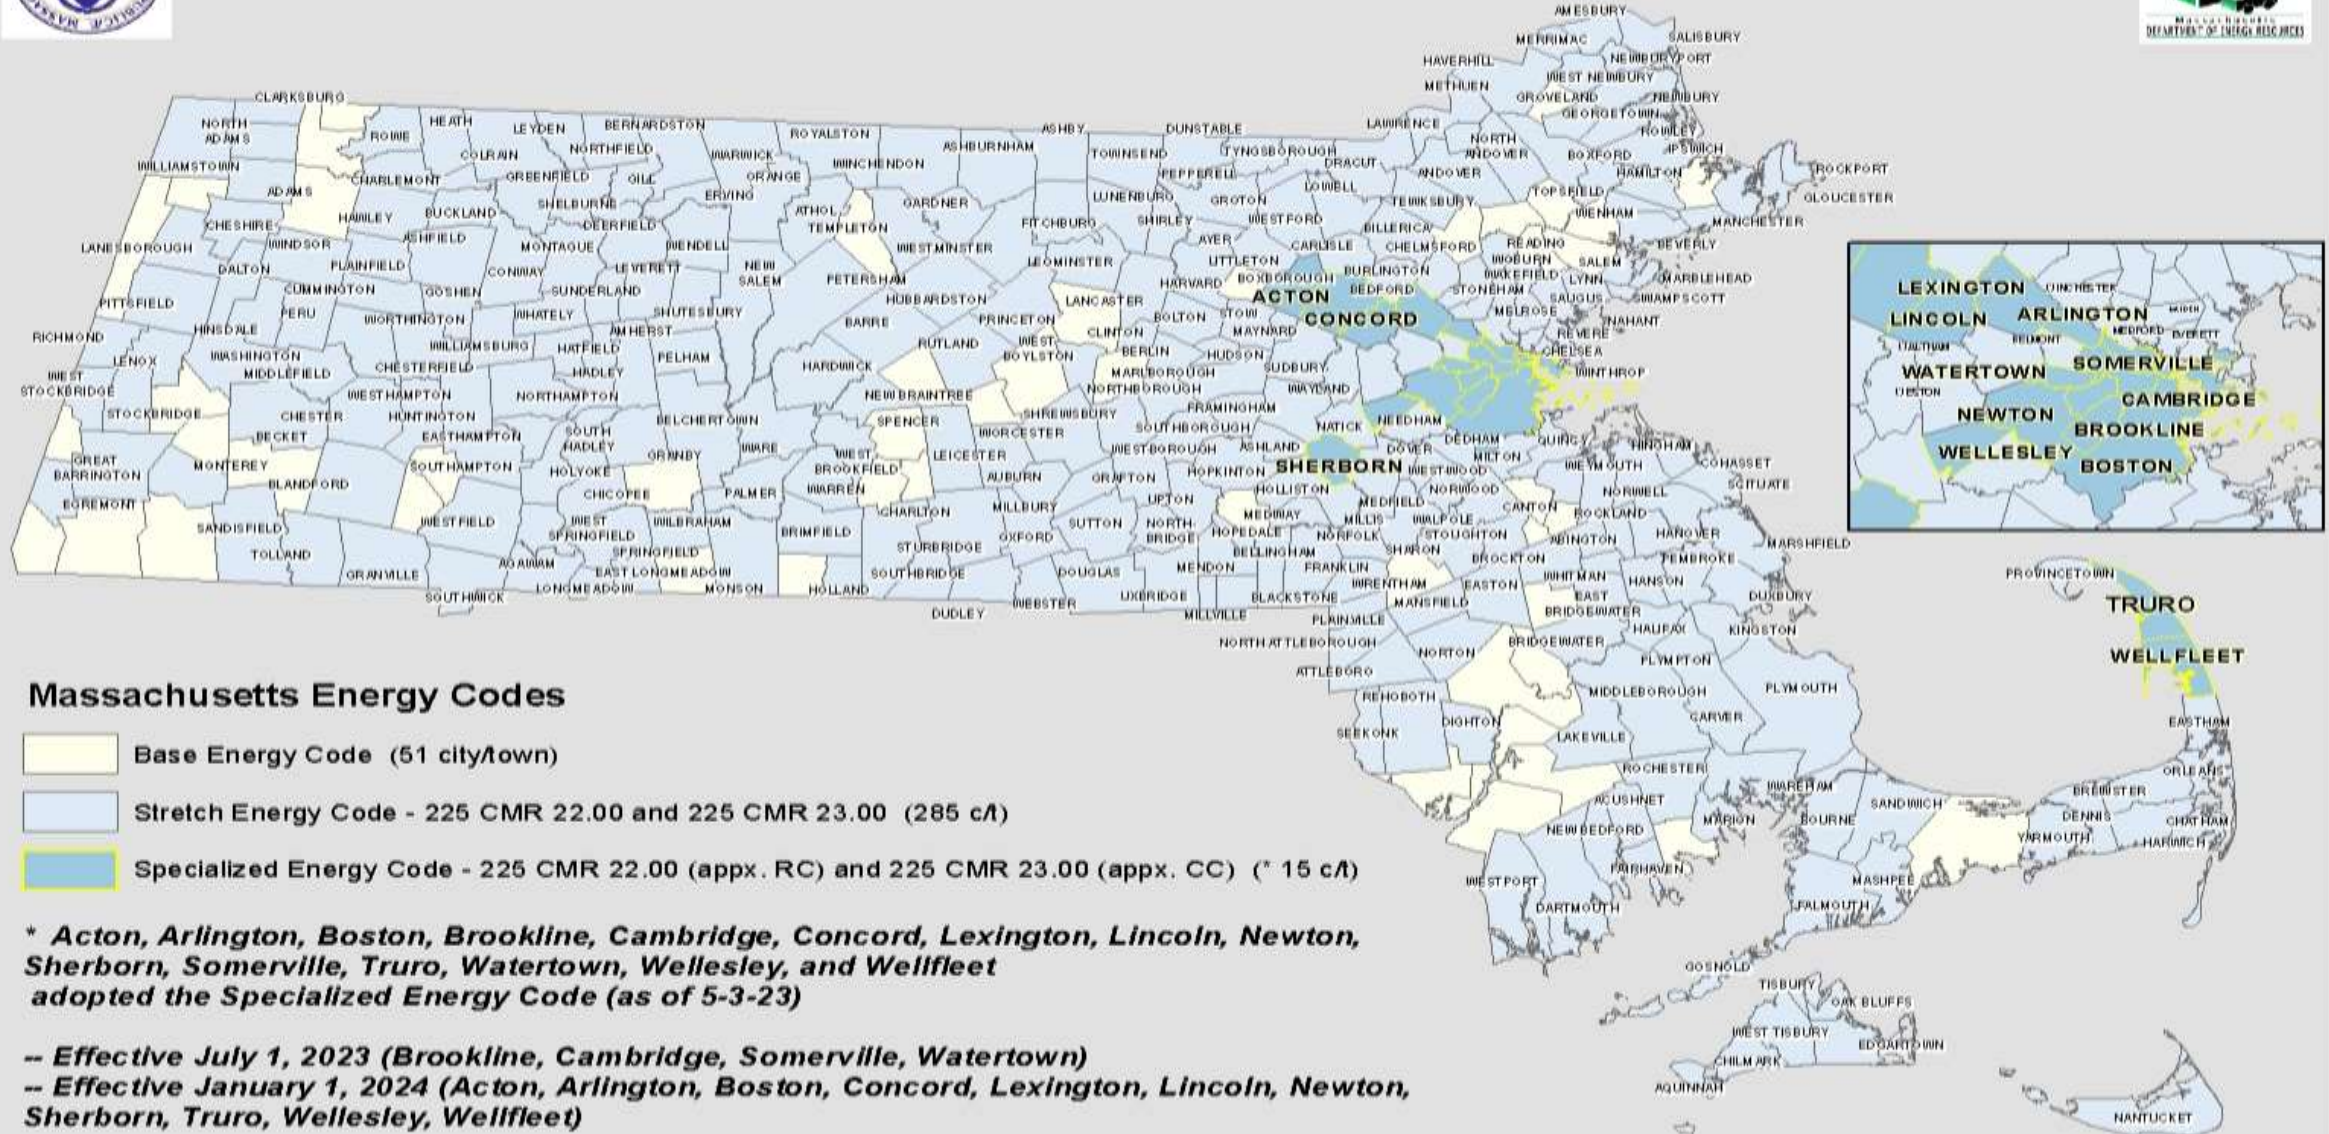 AMESBURY
MERRIMAC
SALISBURY
HAVERHILL
NEWBURYPORT
METHUEN
WEST NEWBURY
GROVELAND
NEWBURY
GEORGETOWN
LAWRENCE
ROWLEY
NORTH
ANDOVER
BOXFORD
IPSWICH
CLARKSBURG
NORTH
ADAMS
ROWE
HEATH
LEYDEN
BERNARDSTON
ROYALSTON
ASHBY
DUNSTABLE
WILLIAMSTOWN
COLRAIN
NORTHFIELD
WARWICK
WINCHENDON
ASHBURNHAM
TOWNSEND
TYNGSBOROUGH
DRACUT
ANDOVER
HAMILTON
ROCKPORT
GLOUCESTER
ADAMS
CHARLEMONT
GREENFIELD
GILL
ERVING
ORANGE
PEPPERELL
LOWELL
TOPSFIELD
CHESHIRE
HAWLEY
BUCKLAND
SHELBURNE
DEERFIELD
ATHOL
TEMPLETON
GARDNER
LUNENBURG
GROTON
TEWKSBURY
WENHAM
MANCHESTER
LANESBOROUGH
WINDSOR
ASHFIELD
MONTAGUE
WENDELL
WESTMINSTER
FITCHBURG
SHIRLEY
WESTFORD
BILLERICA
AYER
CARLISLE
CHELMSFORD
READING
BEVERLY
DALTON
PLAINFIELD
CONWAY
LEVERETT
NEW
SALEM
PETERSHAM
LEOMINSTER
LITTLETON
WOBURN
SALEM
HARVARD
BOXBOROUGH
BURLINGTON
WAKEFIELD
LYNN
MARBLEHEAD
PITTSFIELD
CUMMINGTON
GOSHEN
SUNDERLAND
HUBBARDSTON
LANCASTER
ACTON
BEDFORD
STONEHAM
SAUGUS
SWAMPSCOTT
PERU
WORTHINGTON
WHATELY
SHUTESBURY
BARRE
PRINCETON
BOLTON
STOW
CONCORD
MELROSE
NAHANT
RICHMOND
HINSDALE
AMHERST
CLINTON
MAYNARD
REVERE
LENOX
WASHINGTON
WILLIAMSBURG
HATFIELD
PELHAM
RUTLAND
WEST
BOYLSTON
BERLIN
HUDSON
CHELSEA
WEST
STOCKBRIDGE
MIDDLEFIELD
CHESTERFIELD
HADLEY
HARDWICK
MARLBOROUGH
SUDBURY
WINTHROP
WESTHAMPTON
NORTHAMPTON
NEW BRAINTREE
NORTHBOROUGH
WAYLAND
STOCKBRIDGE
CHESTER
HUNTINGTON
BELCHERTOWN
SPENCER
SHREWSBURY
FRAMINGHAM
NEEDHAM
BECKET
EASTHAMPTON
SOUTH
HADLEY
WORCESTER
SOUTHBOROUGH
NATICK
DEDHAM
QUINCY
HINGHAM
GREAT
BARRINGTON
MONTEREY
SOUTHAMPTON
HOLYOKE
GRANBY
WARE
WEST
BROOKFIELD
LEICESTER
WESTBOROUGH
ASHLAND
DOVER
MILTON
COHASSET
BLANDFORD
AUBURN
GRAFTON
HOPKINTON
SHERBORN
WESTWOOD
WEYMOUTH
SCITUATE
EGREMONT
CHICOPEE
PALMER
WARREN
HOLLISTON
NORWOOD
NORWELL
SANDISFIELD
WESTFIELD
WEST
SPRINGFIELD
WILBRAHAM
BRIMFIELD
CHARLTON
MILLBURY
UPTON
MEDFIELD
CANTON
ROCKLAND
SUTTON
NORTH
BRIDGE
MEDWAY
MILLIS
WALPOLE
HANOVER
TOLLAND
SPRINGFIELD
STURBRIDGE
OXFORD
HOPEDALE
NORFOLK
STOUGHTON
ABINGTON
MARSHFIELD
GRANVILLE
AGAWAM
EAST LONGMEADOW
SOUTHBRIDGE
DOUGLAS
MENDON
BELLINGHAM
FRANKLIN
SHARON
BROCKTON
PEMBROKE
SOUTHWICK
LONGMEADOW
MONSON
HOLLAND
DUDLEY
WEBSTER
UXBRIDGE
MILLVILLE
BLACKSTONE
WRENTHAM
MANSFIELD
EASTON
WHITMAN
HANSON
EAST
BRIDGEWATER
DUXBURY
PLAINVILLE
HALIFAX
KINGSTON
NORTH ATTLEBOROUGH
NORTON
BRIDGEWATER
PLYMPTON
ATTLEBORO
REHOBOTH
MIDDLEBOROUGH
PLYMOUTH
SEEKONK
DIGHTON
CARVER
LAKEVILLE
ROCHESTER
WAREHAM
ACUSHNET
MARION
BOURNE
SANDWICH
NEW BEDFORD
FAIRHAVEN
WESTPORT
DARTMOUTH
MASHPEE
FALMOUTH
YARMOUTH
DENNIS
BREWSTER
ORLEANS
CHATHAM
HARWICH
EASTHAM
PROVINCETOWN
TRURO
WELLFLEET
GOSNOLD
TISBURY
OAK BLUFFS
WEST TISBURY
EDGARTOWN
CHILMARK
AQUINNAH
NANTUCKET
LEXINGTON
WINCHESTER
LINCOLN
ARLINGTON
MALDEN
MEDFORD
EVERETT
WALTHAM
BELMONT
SOMERVILLE
WATERTOWN
WESTON
CAMBRIDGE
NEWTON
BROOKLINE
WELLESLEY
BOSTON
Massachusetts
DEPARTMENT OF ENERGY RESOURCES
Massachusetts Energy Codes
Base Energy Code (51 city/town)
Stretch Energy Code - 225 CMR 22.00 and 225 CMR 23.00 (285 c/t)
Specialized Energy Code - 225 CMR 22.00 (appx. RC) and 225 CMR 23.00 (appx. CC) (* 15 c/t)
* Acton, Arlington, Boston, Brookline, Cambridge, Concord, Lexington, Lincoln, Newton,
Sherborn, Somerville, Truro, Watertown, Wellesley, and Wellfleet
adopted the Specialized Energy Code (as of 5-3-23)
-- Effective July 1, 2023 (Brookline, Cambridge, Somerville, Watertown)
-- Effective January 1, 2024 (Acton, Arlington, Boston, Concord, Lexington, Lincoln, Newton,
Sherborn, Truro, Wellesley, Wellfleet)